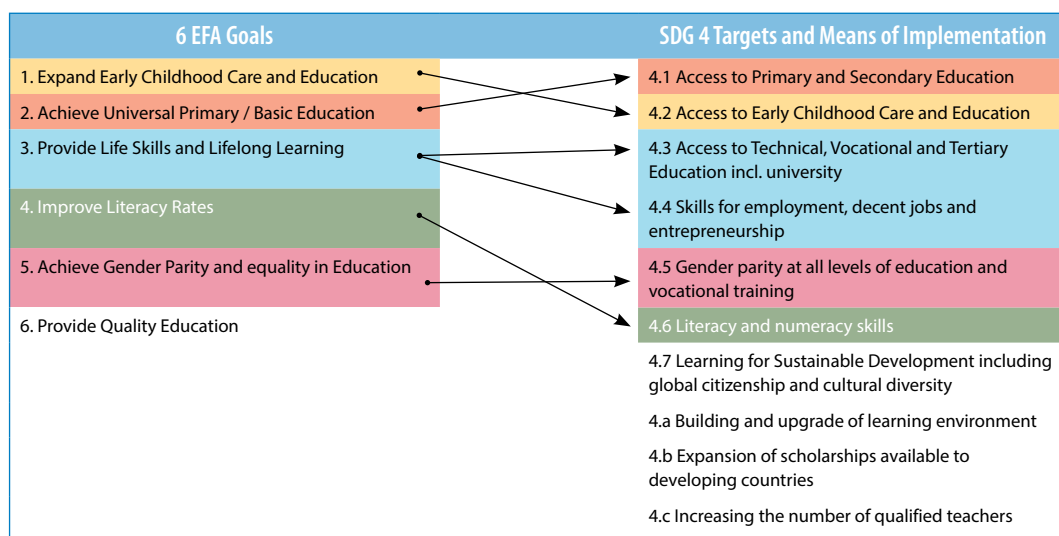 6 EFA Goals
1. Expand Early Childhood Care and Education
2. Achieve Universal Primary / Basic Education
3. Provide Life Skills and Lifelong Learning
4. Improve Literacy Rates
5. Achieve Gender Parity and equality in Education
6. Provide Quality Education
SDG 4 Targets and Means of Implementation
4.1 Access to Primary and Secondary Education
4.2 Access to Early Childhood Care and Education
4.3 Access to Technical, Vocational and Tertiary
Education incl. university
4.4 Skills for employment, decent jobs and
entrepreneurship
4.5 Gender parity at all levels of education and
vocational training
4.6 Literacy and numeracy skills
4.7 Learning for Sustainable Development including
global citizenship and cultural diversity
4.a Building and upgrade of learning environment
4.b Expansion of scholarships available to
developing countries
4.c Increasing the number of qualified teachers